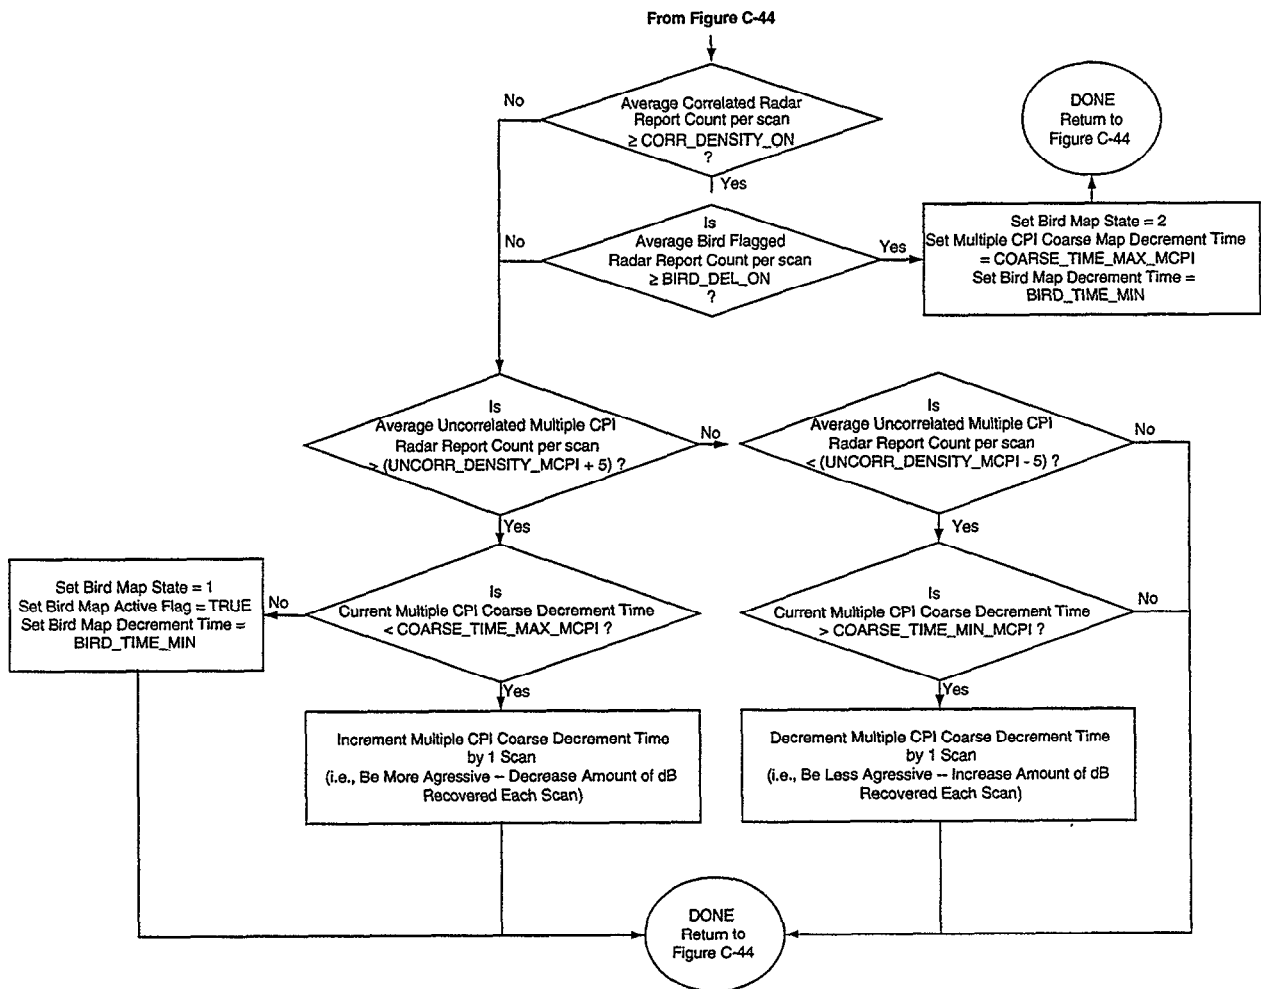 From Figure C-44
No
Average Correlated Radar
Report Count per scan
≥ CORR_DENSITY_ON
?
Yes
DONE
Return to
Figure C-44
No
Is
Average Bird Flagged
Radar Report Count per scan
≥ BIRD_DEL_ON
?
Yes
Set Bird Map State = 2
Set Multiple CPI Coarse Map Decrement Time
= COARSE_TIME_MAX_MCPI
Set Bird Map Decrement Time =
BIRD_TIME_MIN
Is
Average Uncorrelated Multiple CPI
Radar Report Count per scan
> (UNCORR_DENSITY_MCPI + 5) ?
No
Yes
Is
Average Uncorrelated Multiple CPI
Radar Report Count per scan
< (UNCORR_DENSITY_MCPI - 5) ?
No
Yes
Set Bird Map State = 1
Set Bird Map Active Flag = TRUE
Set Bird Map Decrement Time =
BIRD_TIME_MIN
No
Is
Current Multiple CPI Coarse Decrement Time
< COARSE_TIME_MAX_MCPI ?
Yes
Is
Current Multiple CPI Coarse Decrement Time
> COARSE_TIME_MIN_MCPI ?
No
Yes
Increment Multiple CPI Coarse Decrement Time
by 1 Scan
(i.e., Be More Agressive -- Decrease Amount of dB
Recovered Each Scan)
Decrement Multiple CPI Coarse Decrement Time
by 1 Scan
(i.e., Be Less Agressive -- Increase Amount of dB
Recovered Each Scan)
DONE
Return to
Figure C-44